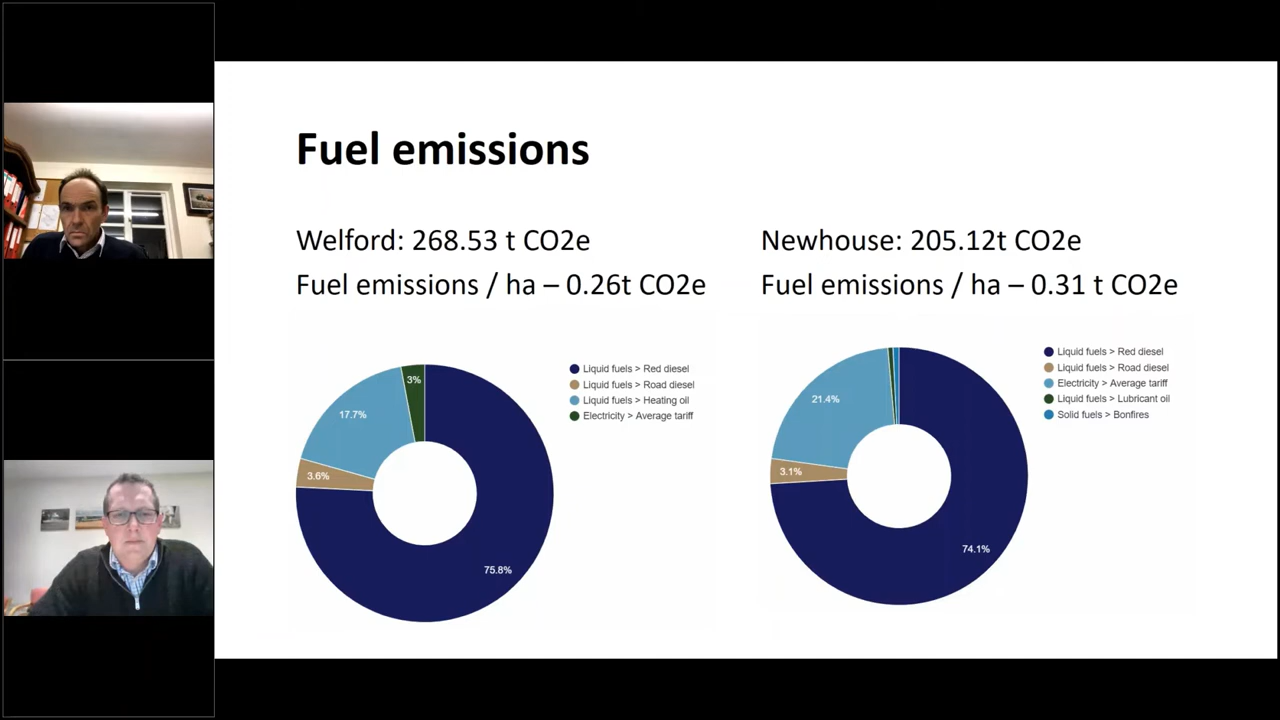 Fuel emissions
Welford: 268.53 t CO2e
Fuel emissions / ha – 0.26t CO2e
Liquid fuels > Red diesel
Liquid fuels > Road diesel
Liquid fuels > Heating oil
Electricity > Average tariff
3%
17.7%
3.6%
75.8%
Newhouse: 205.12t CO2e
Fuel emissions / ha – 0.31 t CO2e
Liquid fuels > Red diesel
Liquid fuels > Road diesel
Electricity > Average tariff
Liquid fuels > Lubricant oil
Solid fuels > Bonfires
21.4%
3.1%
74.1%